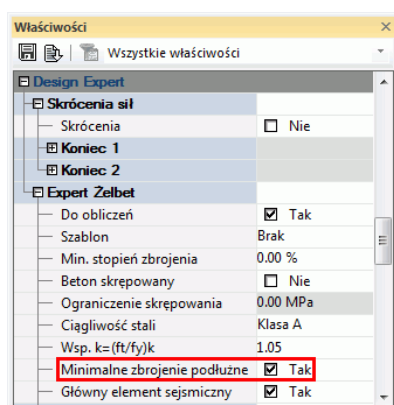 Właściwości
Wszystkie właściwości
Design Expert
Skrócenia sił
Skrócenia Nie
Koniec 1
Koniec 2
Expert Żelbet
Do obliczeń Tak
Szablon Brak
Min. stopień zbrojenia 0.00 %
Beton skrępowany Nie
Ograniczenie skrępowania 0.00 MPa
Ciągliwość stali Klasa A
Wsp. k=(ft/fy)k 1.05
Minimalne zbrojenie podłużne Tak
Główny element sejsmiczny Tak